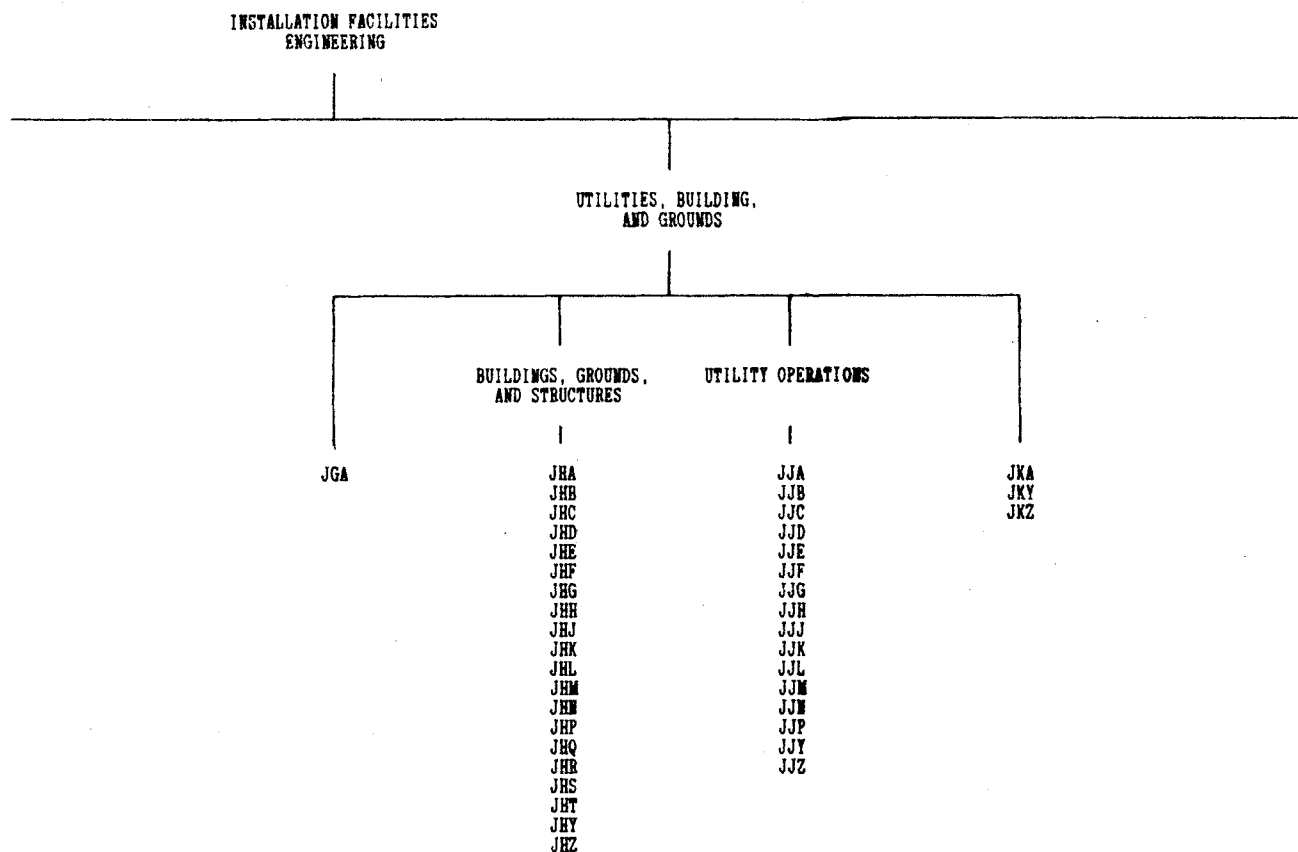 INSTALLATION FACILITIES
ENGINEERING
UTILITIES, BUILDING,
AND GROUNDS
BUILDINGS, GROUNDS,
AND STRUCTURES
UTILITY OPERATIONS
JGA
JHA
JHB
JHC
JHD
JHE
JHF
JHG
JHH
JHJ
JHK
JHL
JHM
JHN
JHP
JHQ
JHR
JHS
JHT
JHY
JHZ
JJA
JJB
JJC
JJD
JJE
JJF
JJG
JJH
JJJ
JJK
JJL
JJM
JJN
JJP
JJY
JJZ
JKA
JKY
JKZ